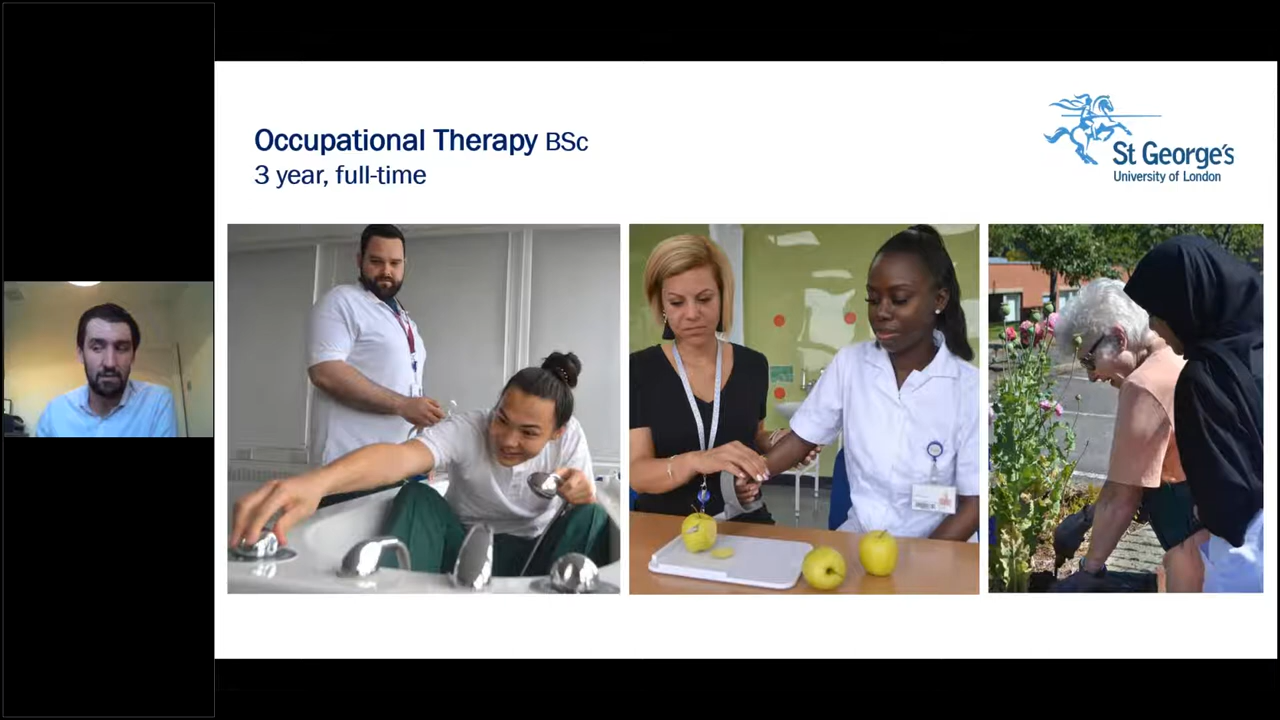 Occupational Therapy BSc
3 year, full-time
St George's
University of London